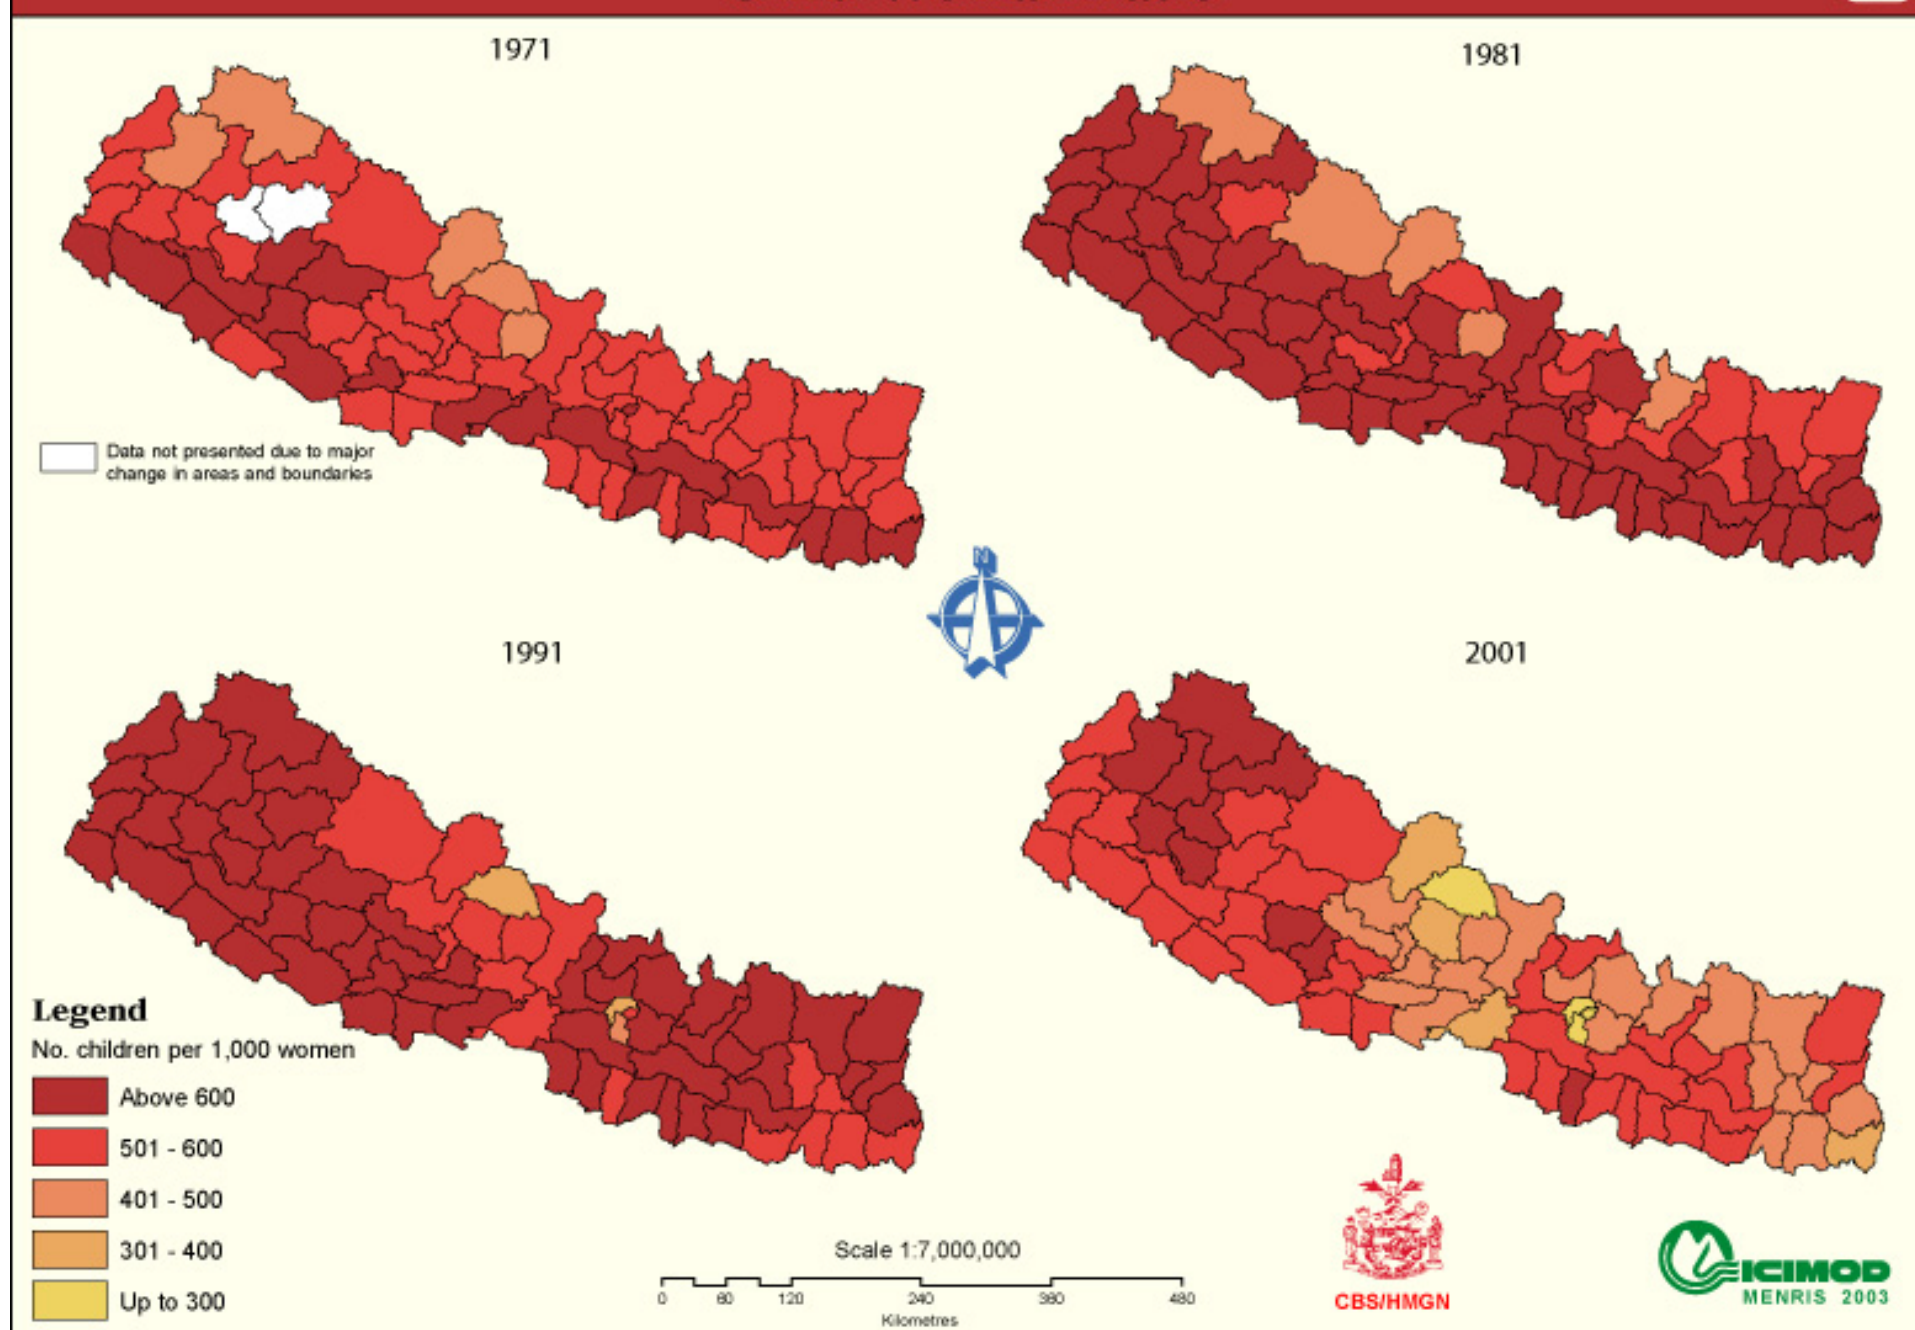 1971
1981
Data not presented due to major
change in areas and boundaries
N
1991
2001
Legend
No. children per 1,000 women
Above 600
501 - 600
401 - 500
301 - 400
Up to 300
Scale 1:7,000,000
0 60 120 240 360 480
Kilometres
CBS/HMGN
ICIMOD
MENRIS 2003